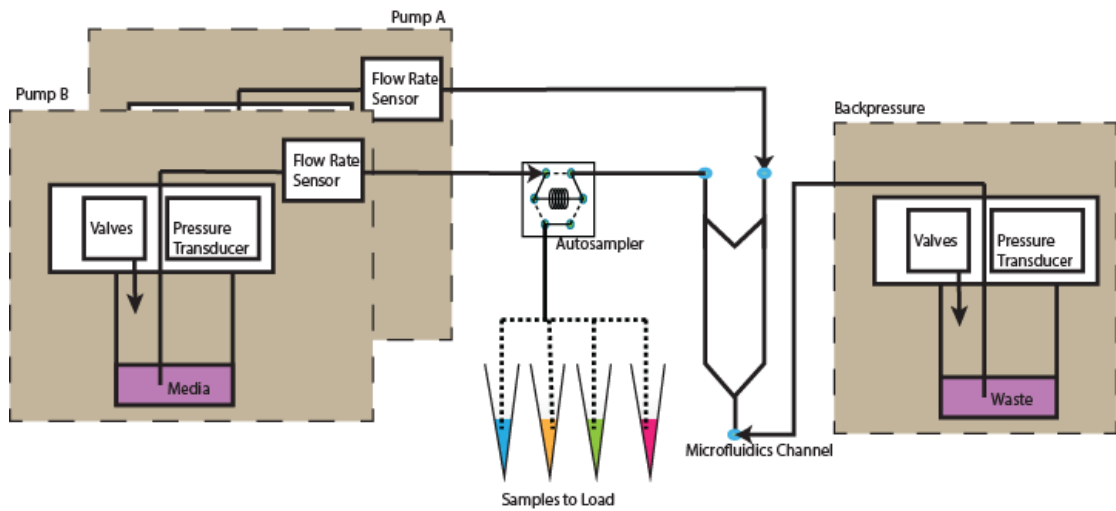 Pump A
Flow Rate
Sensor
Pump B
Flow Rate
Sensor
Valves
Pressure
Transducer
Media
Autosampler
Samples to Load
Microfluidics Channel
Backpressure
Valves
Pressure
Transducer
Waste